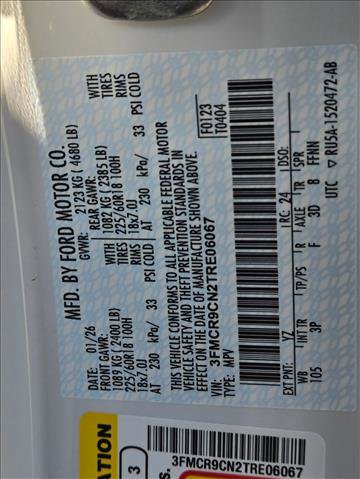 MFD. BY FORD MOTOR CO.
DATE: 01/26 GVWR: 2123 KG ( 4680 LB)
FRONT GAWR: REAR GAWR:
1089 KG ( 2400 LB) WITH 1082 KG ( 2385 LB) WITH
225/60R18 100H TIRES 225/60R18 100H TIRES
18x7.0J RIMS 18x7.0J RIMS
AT 230 kPa/ 33 PSI COLD AT 230 kPa/ 33 PSI COLD
THIS VEHICLE CONFORMS TO ALL APPLICABLE FEDERAL MOTOR
VEHICLE SAFETY AND THEFT PREVENTION STANDARDS IN
EFFECT ON THE DATE OF MANUFACTURE SHOWN ABOVE.
VIN: 3FMCR9CN2TRE06067 F0123
TYPE: MPV T0404
EXT PNT: YZ RC: 24 DSO:
WB INT TR TP/PS R AXLE TR SPR
105 3P F 3D 8 FFHN
UTC RU5A-1520472-AB
ATION
3
3FMCR9CN2TRE06067
s.